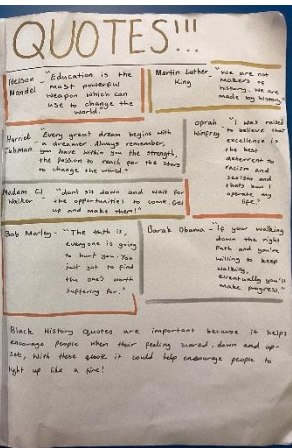 QUOTES!!!
Nelson "Education is the
Mandel most powerful
weapon which can
use to change the
world."
Martin Luther "We are not
King makers of
history. We are
made by history"
Harriet "Every great dream begins with
Tubman a dreamer. Always remember,
you have within you the strength,
the passion to reach for the stars
to change the world."
Oprah "I was raised
Winfrey to believe that
excellence is
the best
deterrent to
racism and
sexism and
thats how I
operate my
life."
Madam CJ "dont sit down and wait for
Walker - the opportunities to come. Get
up and make them!"
Bob Marley - "The truth is,
everyone is going
to hurt you. You
just got to find
the one's worth
suffering for."
Barak Obama - "If your walking
down the right
path and you're
willing to keep
walking,
eventually you'll
make progress."
Black History Quotes are important because it helps
encourage people when their feeling scared, down and up-
set, With these quote it could help encourage people to
light up like a fire!